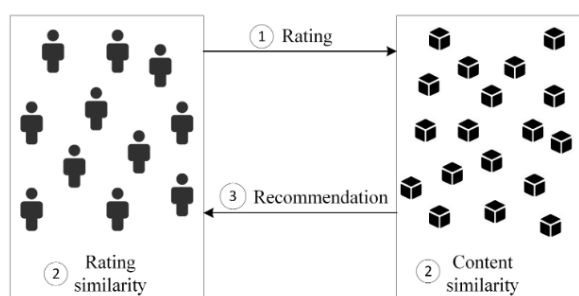 1 Rating
3 Recommendation
2 Rating
similarity
2 Content
similarity